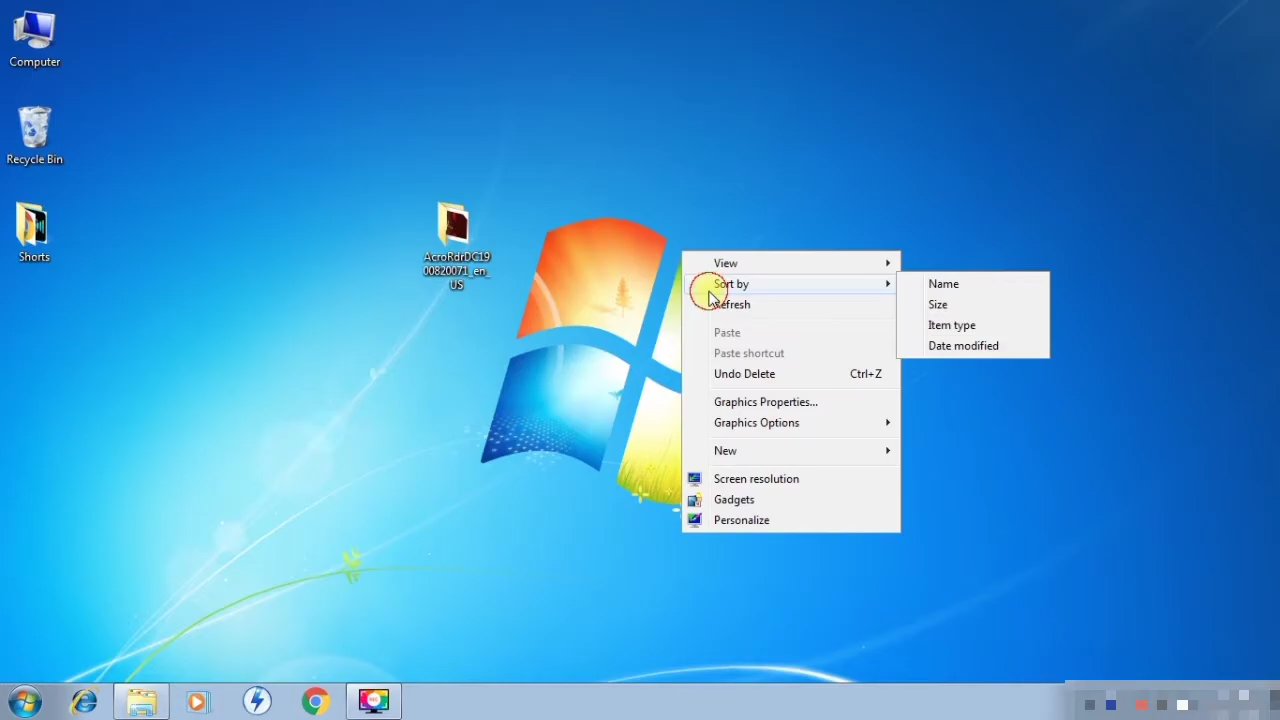 Computer
Recycle Bin
Shorts
AcroRdrDC19
00820071_en_
US
View
Sort by
Refresh
Paste
Paste shortcut
Undo Delete Ctrl+Z
Graphics Properties...
Graphics Options
New
Screen resolution
Gadgets
Personalize
Name
Size
Item type
Date modified